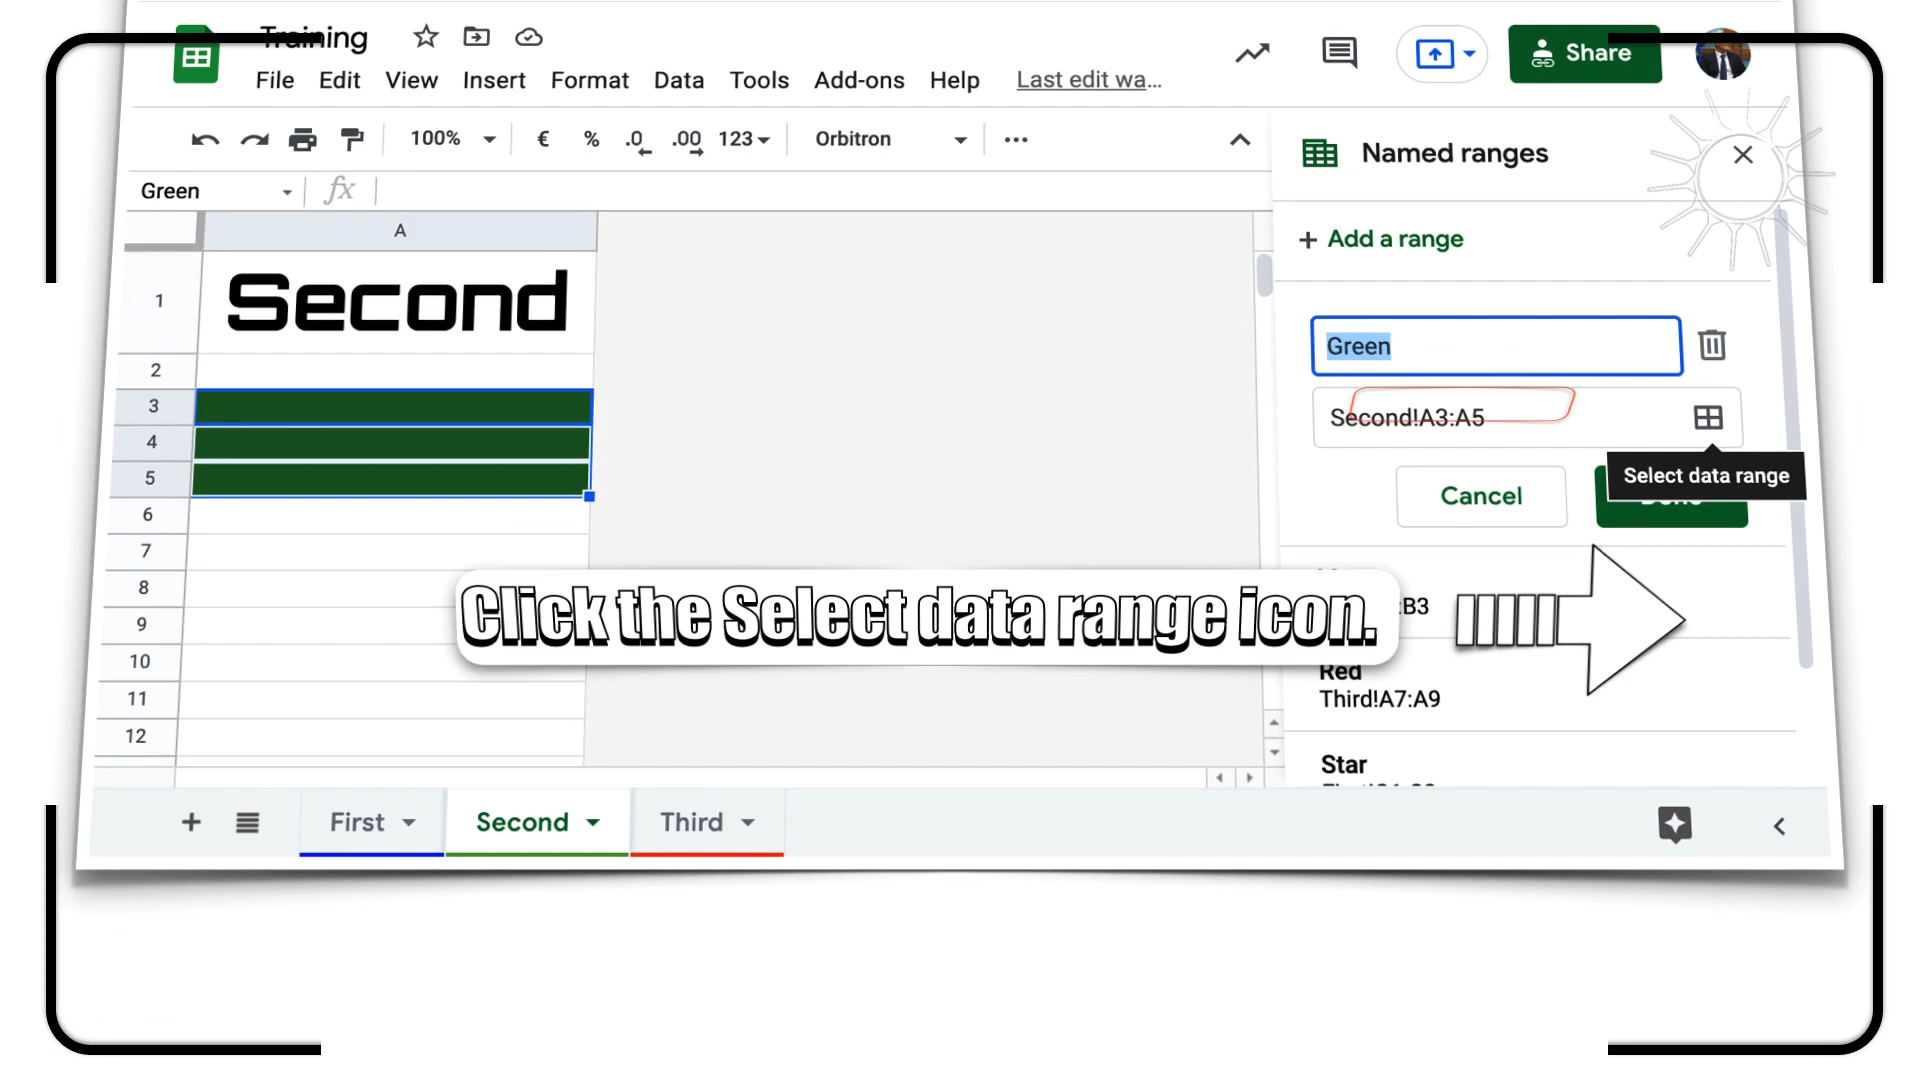 Training
File Edit View Insert Format Data Tools Add-ons Help Last edit wa...
Share
100% € % .0 .00 123 Orbitron
Named ranges
Green fx
+ Add a range
A
1 Second
2
3
4
5
6
7
8
9
10
11
12
Green
Second!A3:A5
Select data range
Cancel
Click the Select data range icon.
:B3
Red
Third!A7:A9
Star
First Second Third